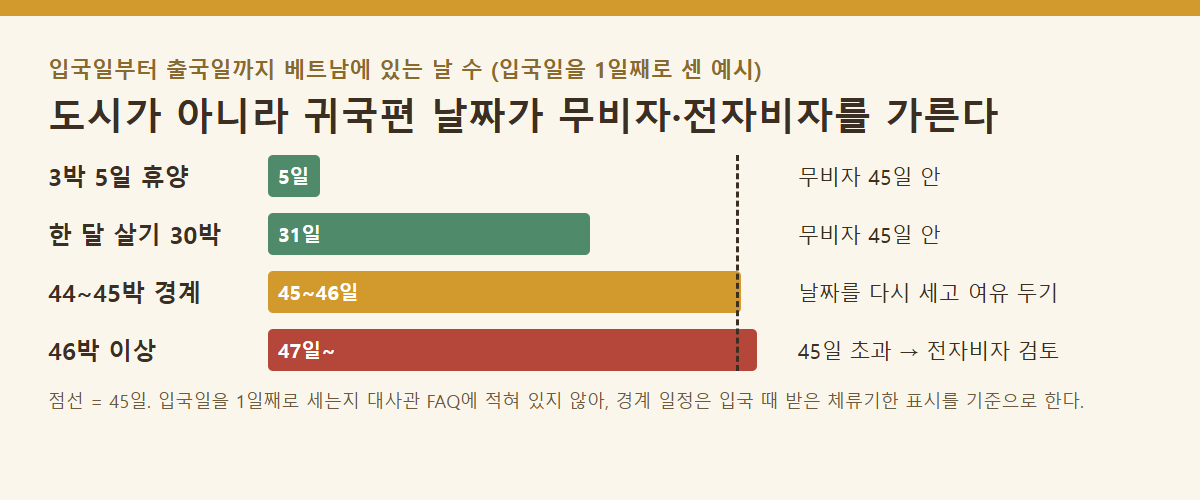 입국일부터 출국일까지 베트남에 있는 날 수 (입국일을 1일째로 센 예시)
도시가 아니라 귀국편 날짜가 무비자·전자비자를 가른다
3박 5일 휴양 5일 무비자 45일 안
한 달 살기 30박 31일 무비자 45일 안
44~45박 경계 45~46일 날짜를 다시 세고 여유 두기
46박 이상 47일~ 45일 초과 → 전자비자 검토
점선 = 45일. 입국일을 1일째로 세는지 대사관 FAQ에 적혀 있지 않아, 경계 일정은 입국 때 받은 체류기한 표시를 기준으로 한다.